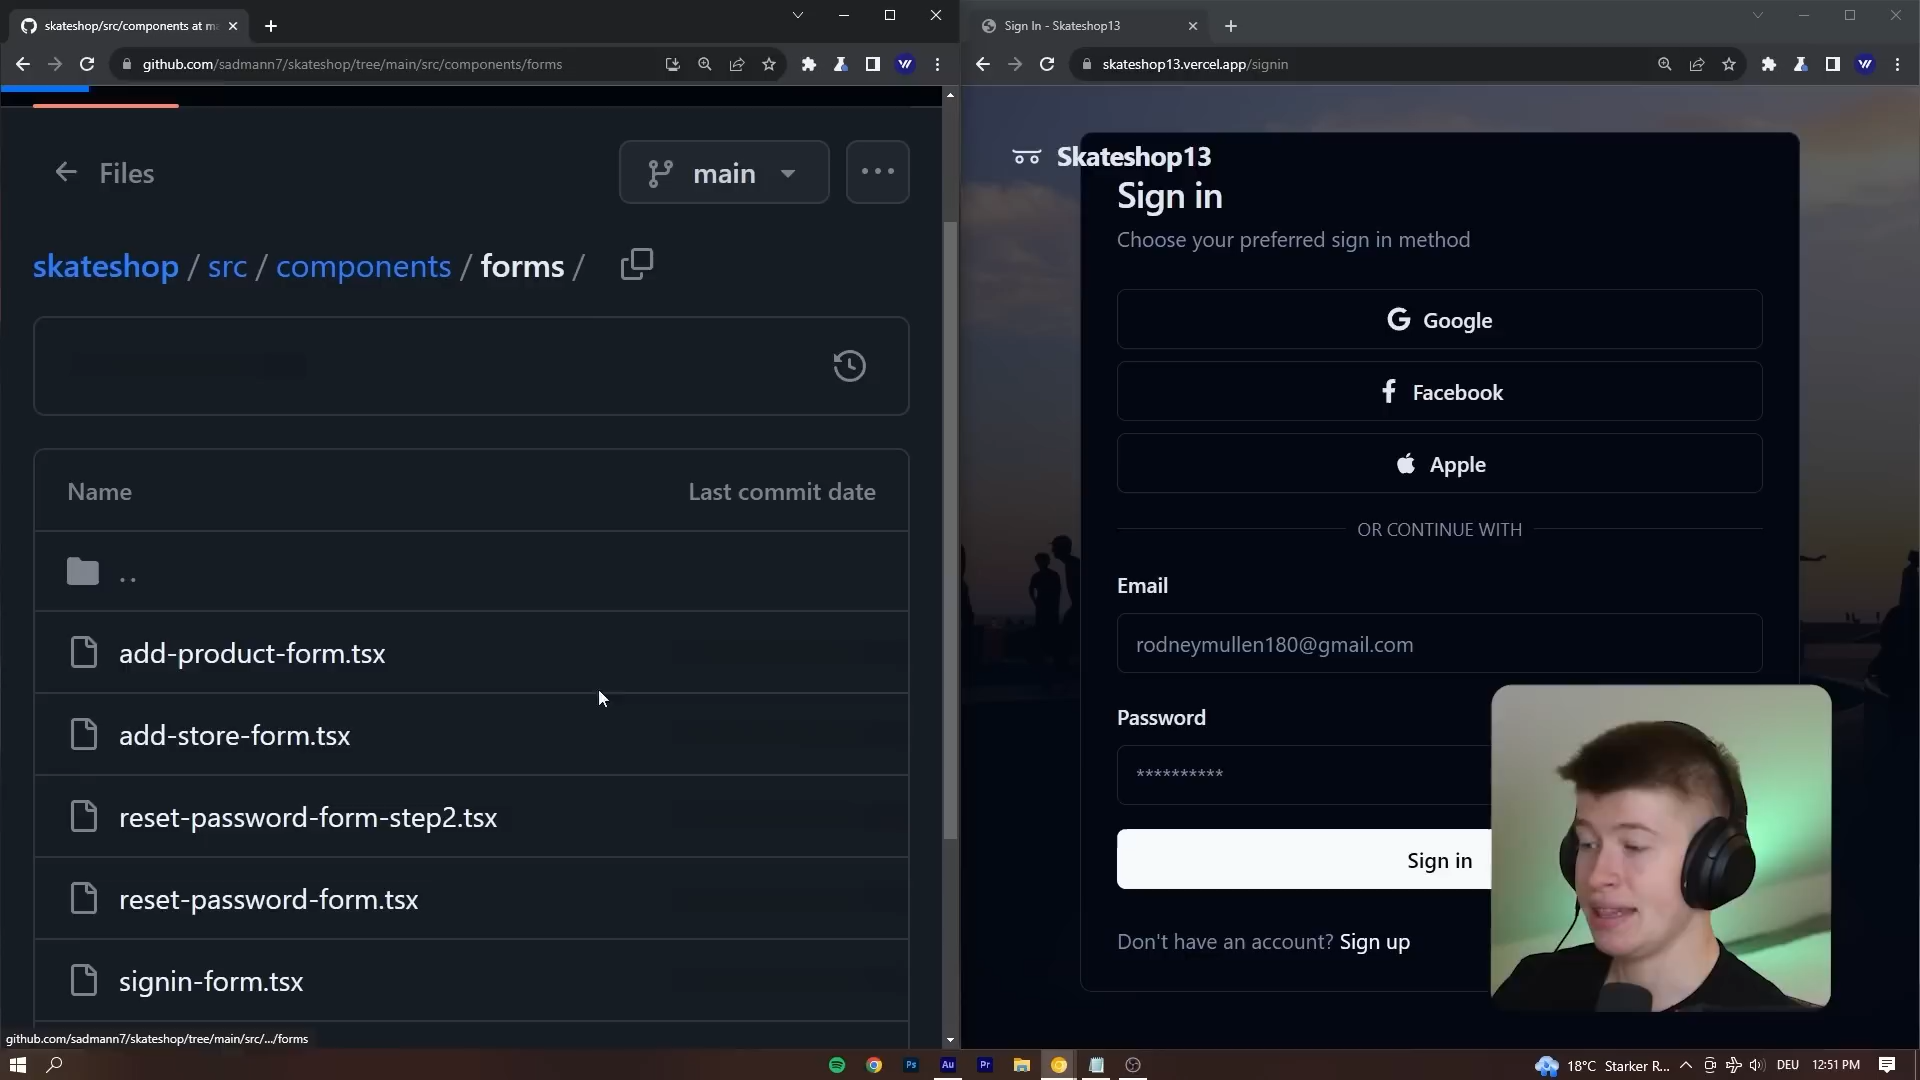 skateshop/src/components at ma
github.com/sadmann7/skateshop/tree/main/src/components/forms
Files
main
skateshop / src / components / forms /
Name
Last commit date
..
add-product-form.tsx
add-store-form.tsx
reset-password-form-step2.tsx
reset-password-form.tsx
signin-form.tsx
github.com/sadmann7/skateshop/tree/main/src/.../forms
Sign In - Skateshop13
skateshop13.vercel.app/signin
Skateshop13
Sign in
Choose your preferred sign in method
Google
Facebook
Apple
OR CONTINUE WITH
Email
rodneymullen180@gmail.com
Password
**********
Sign in
Don't have an account? Sign up
Ps
Au
Pr
18°C Starker R...
DEU
12:51 PM